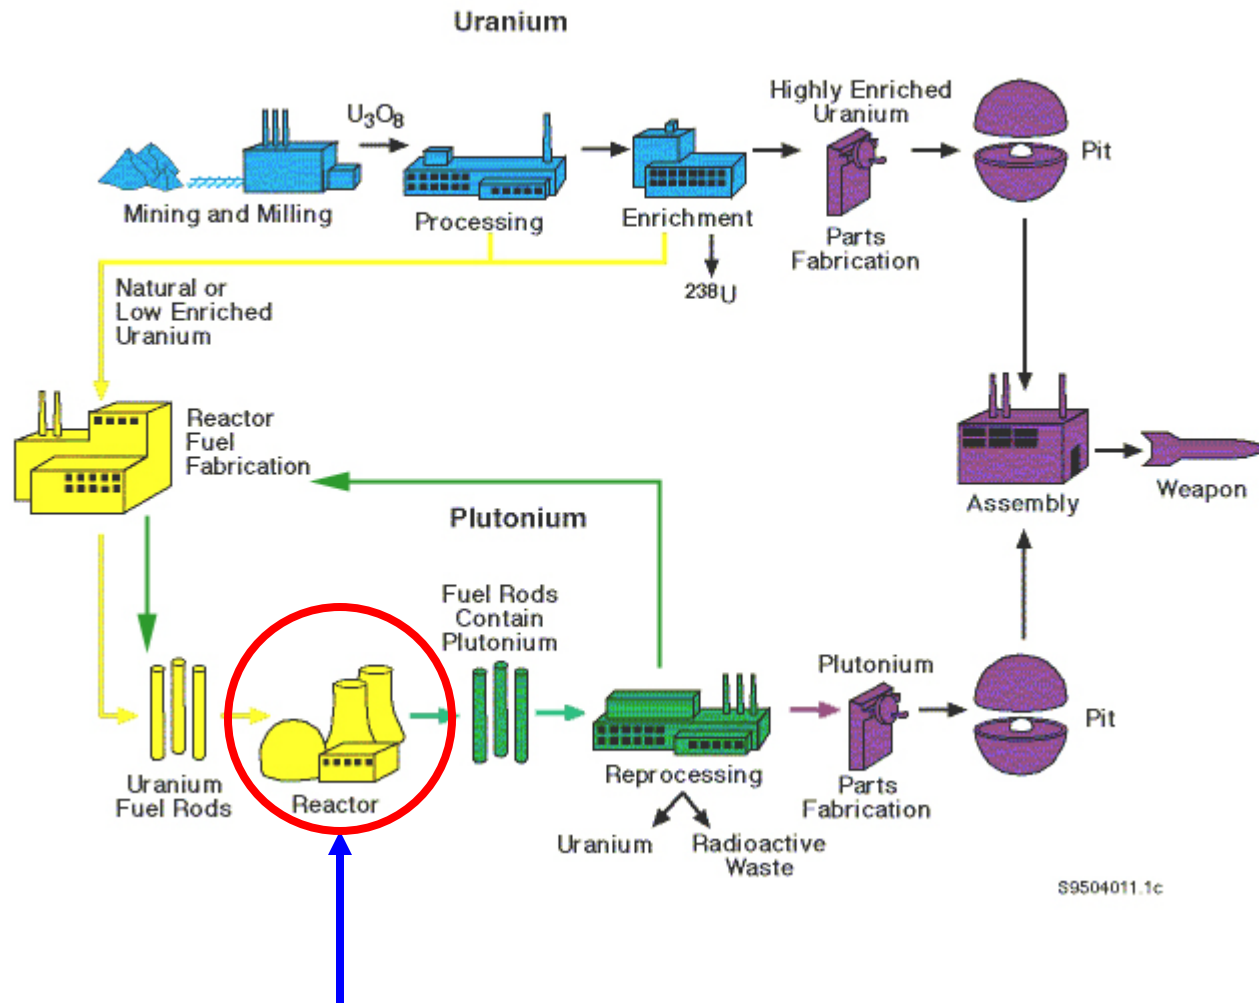 Uranium
U₃O₈
Highly Enriched
Uranium
Pit
Mining and Milling
Processing
Enrichment
Parts
Fabrication
²³⁸U
Natural or
Low Enriched
Uranium
Reactor
Fuel
Fabrication
Assembly
Weapon
Plutonium
Fuel Rods
Contain
Plutonium
Plutonium
Pit
Uranium
Fuel Rods
Reactor
Reprocessing
Parts
Fabrication
Uranium
Radioactive
Waste
S9504011.1c